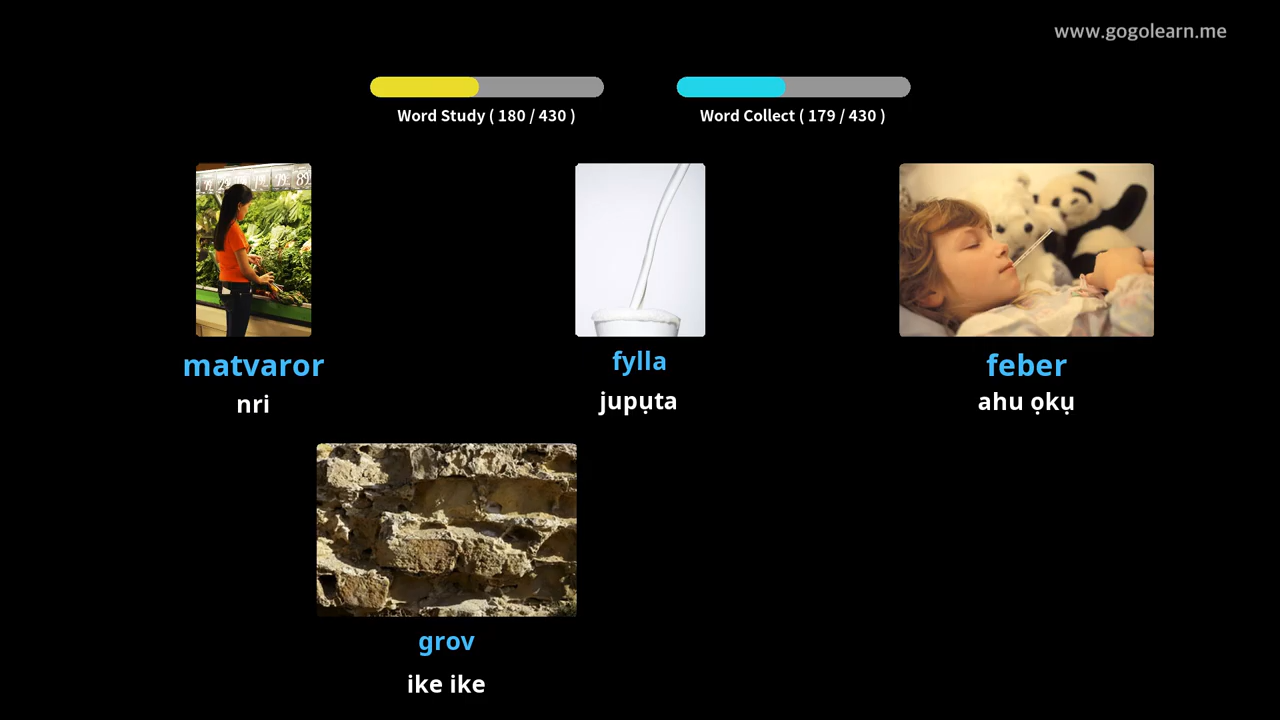 www.gogolearn.me
Word Study ( 180 / 430 )
Word Collect ( 179 / 430 )
matvaror
nri
fylla
jupụta
feber
ahu ọkụ
grov
ike ike